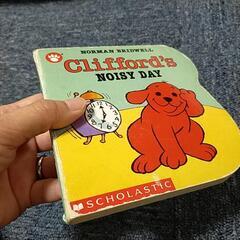 NORMAN BRIDWELL
Clifford's
NOISY DAY
SCHOLASTIC